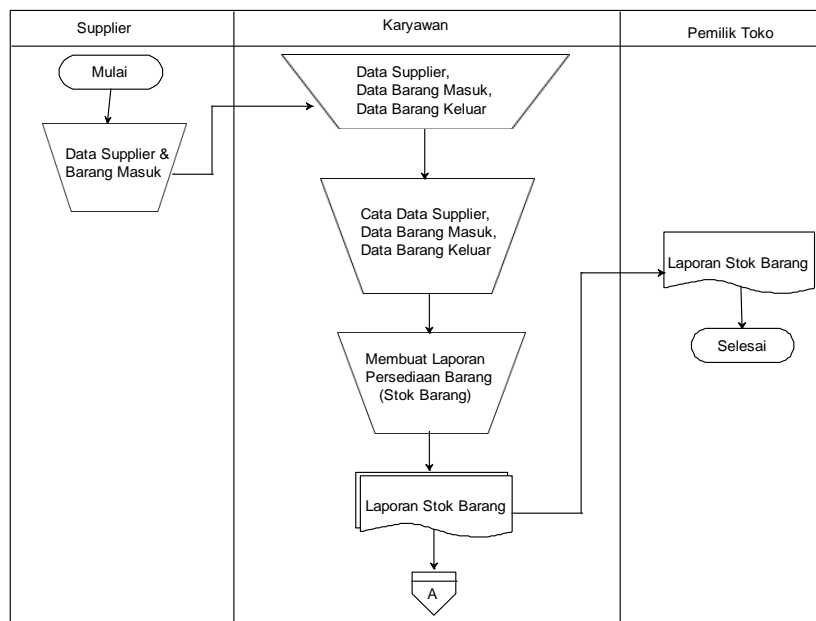 Supplier
Karyawan
Pemilik Toko
Mulai
Data Supplier &
Barang Masuk
Data Supplier,
Data Barang Masuk,
Data Barang Keluar
Cata Data Supplier,
Data Barang Masuk,
Data Barang Keluar
Membuat Laporan
Persediaan Barang
(Stok Barang)
Laporan Stok Barang
A
Laporan Stok Barang
Selesai